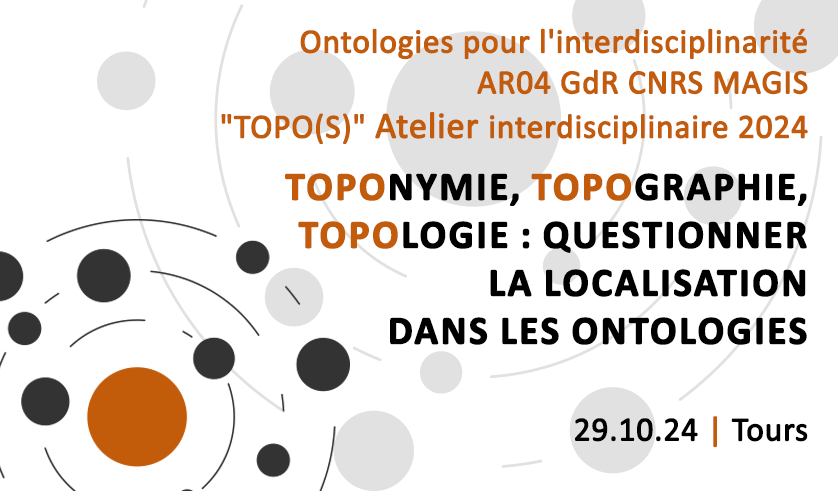 Ontologies pour l'interdisciplinarité
AR04 GdR CNRS MAGIS
"TOPO(S)" Atelier interdisciplinaire 2024
TOPONYMIE, TOPOGRAPHIE,
TOPOLOGIE : QUESTIONNER
LA LOCALISATION
DANS LES ONTOLOGIES
29.10.24 | Tours